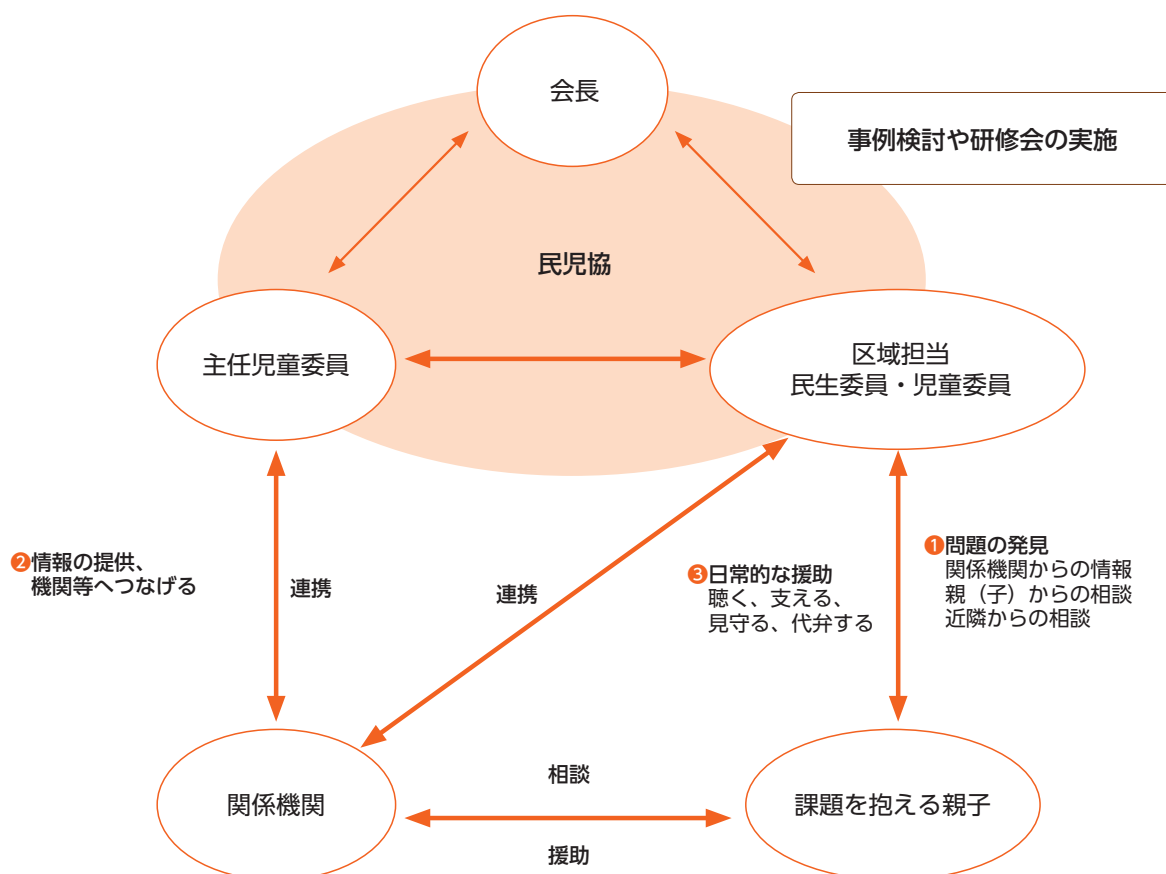 会長
事例検討や研修会の実施
民児協
主任児童委員
区域担当
民生委員・児童委員
❷情報の提供、
機関等へつなげる
連携
連携
❸日常的な援助
聴く、支える、
見守る、代弁する
❶問題の発見
関係機関からの情報
親（子）からの相談
近隣からの相談
関係機関
相談
援助
課題を抱える親子